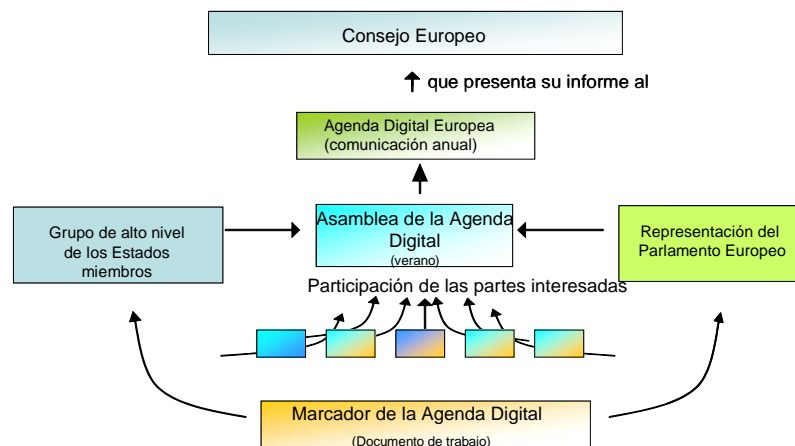 Consejo Europeo
que presenta su informe al
Agenda Digital Europea
(comunicación anual)
Grupo de alto nivel
de los Estados
miembros
Asamblea de la Agenda
Digital
(verano)
Representación del
Parlamento Europeo
Participación de las partes interesadas
Marcador de la Agenda Digital
(Documento de trabajo)